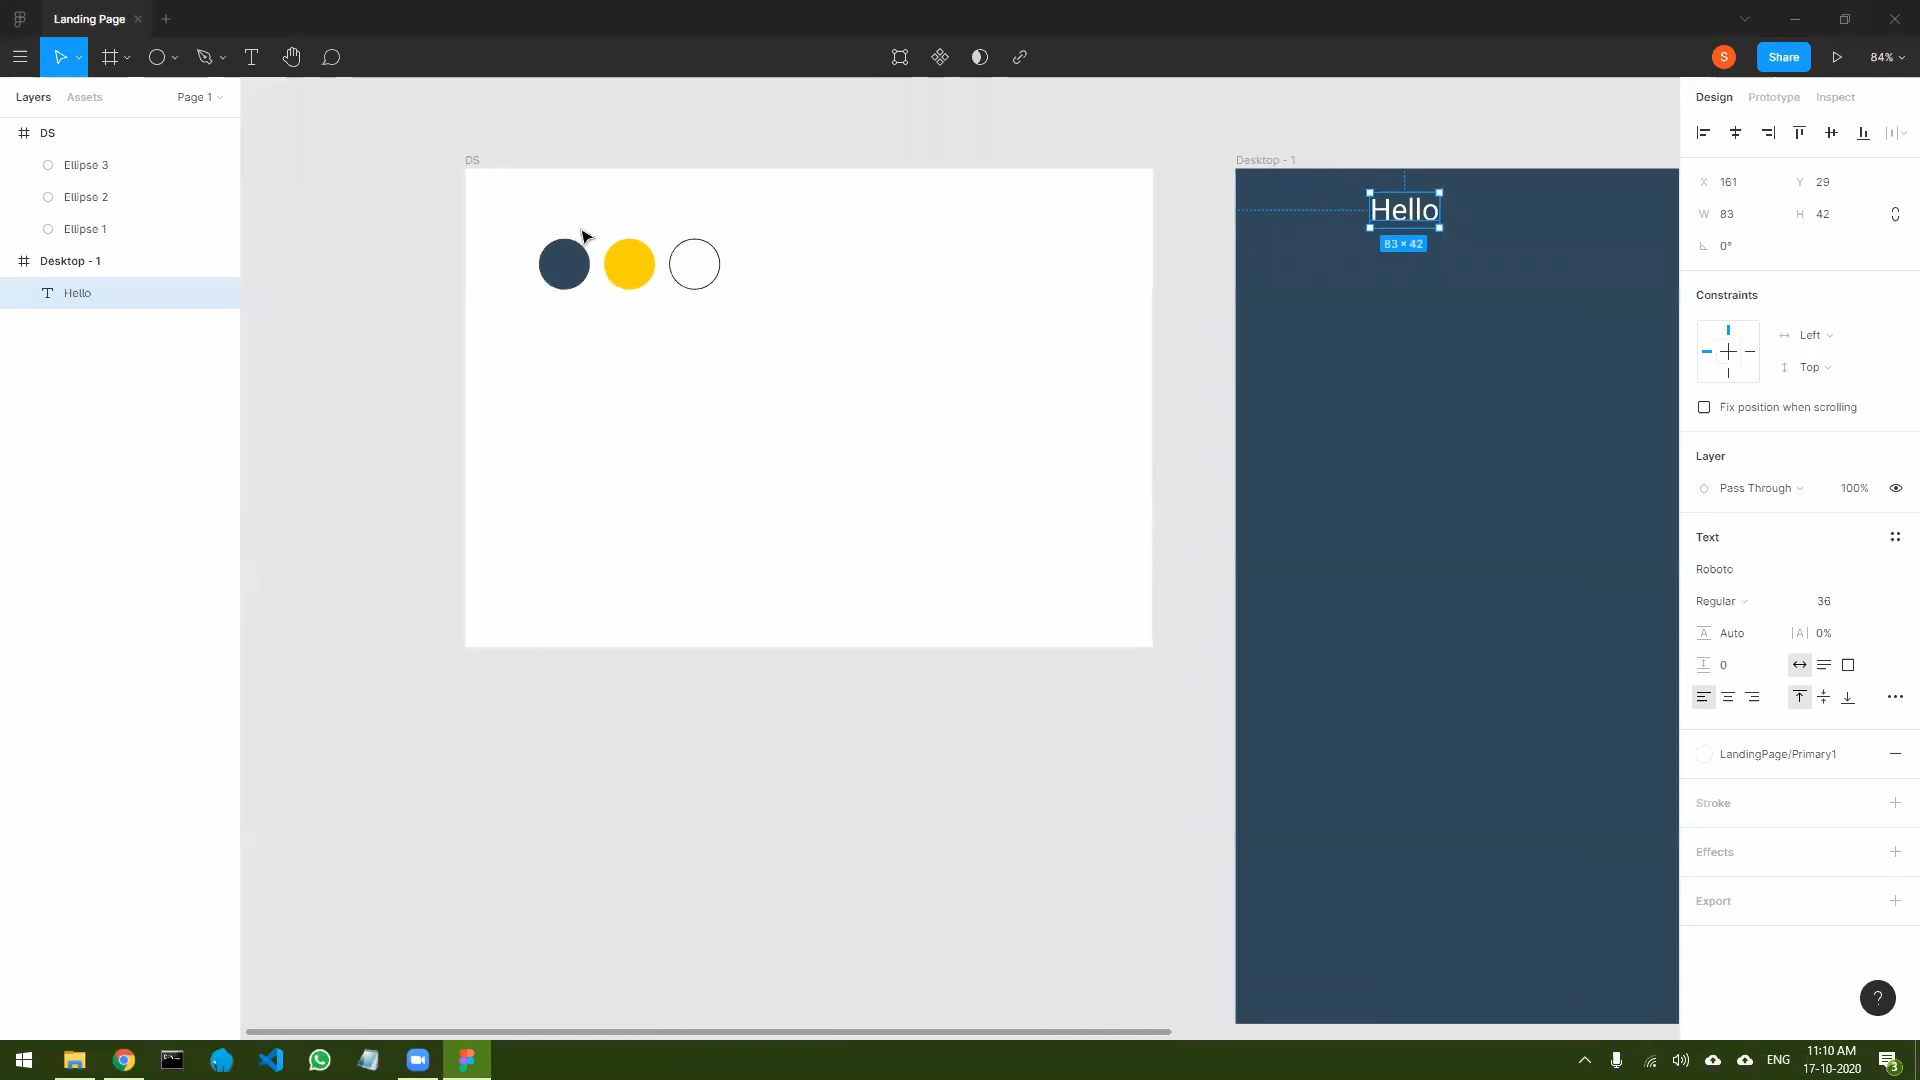 Landing Page
Share
84%
S
Layers
Assets
Page 1
DS
Ellipse 3
Ellipse 2
Ellipse 1
Desktop - 1
Hello
DS
Desktop - 1
Hello
83 × 42
Design
Prototype
Inspect
X 161
Y 29
W 83
H 42
0°
Constraints
Left
Top
Fix position when scrolling
Layer
Pass Through
100%
Text
Roboto
Regular
36
A Auto
|A| 0%
0
LandingPage/Primary1
Stroke
Effects
Export
?
ENG
11:10 AM
17-10-2020
3